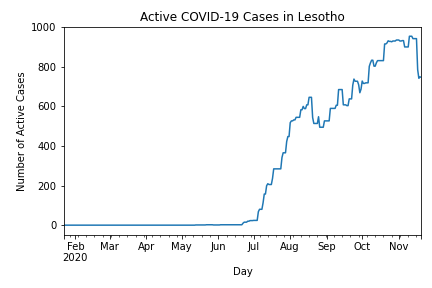 Active COVID-19 Cases in Lesotho
Number of Active Cases
1000
800
600
400
200
0
Feb Mar Apr May Jun Jul Aug Sep Oct Nov
2020
Day